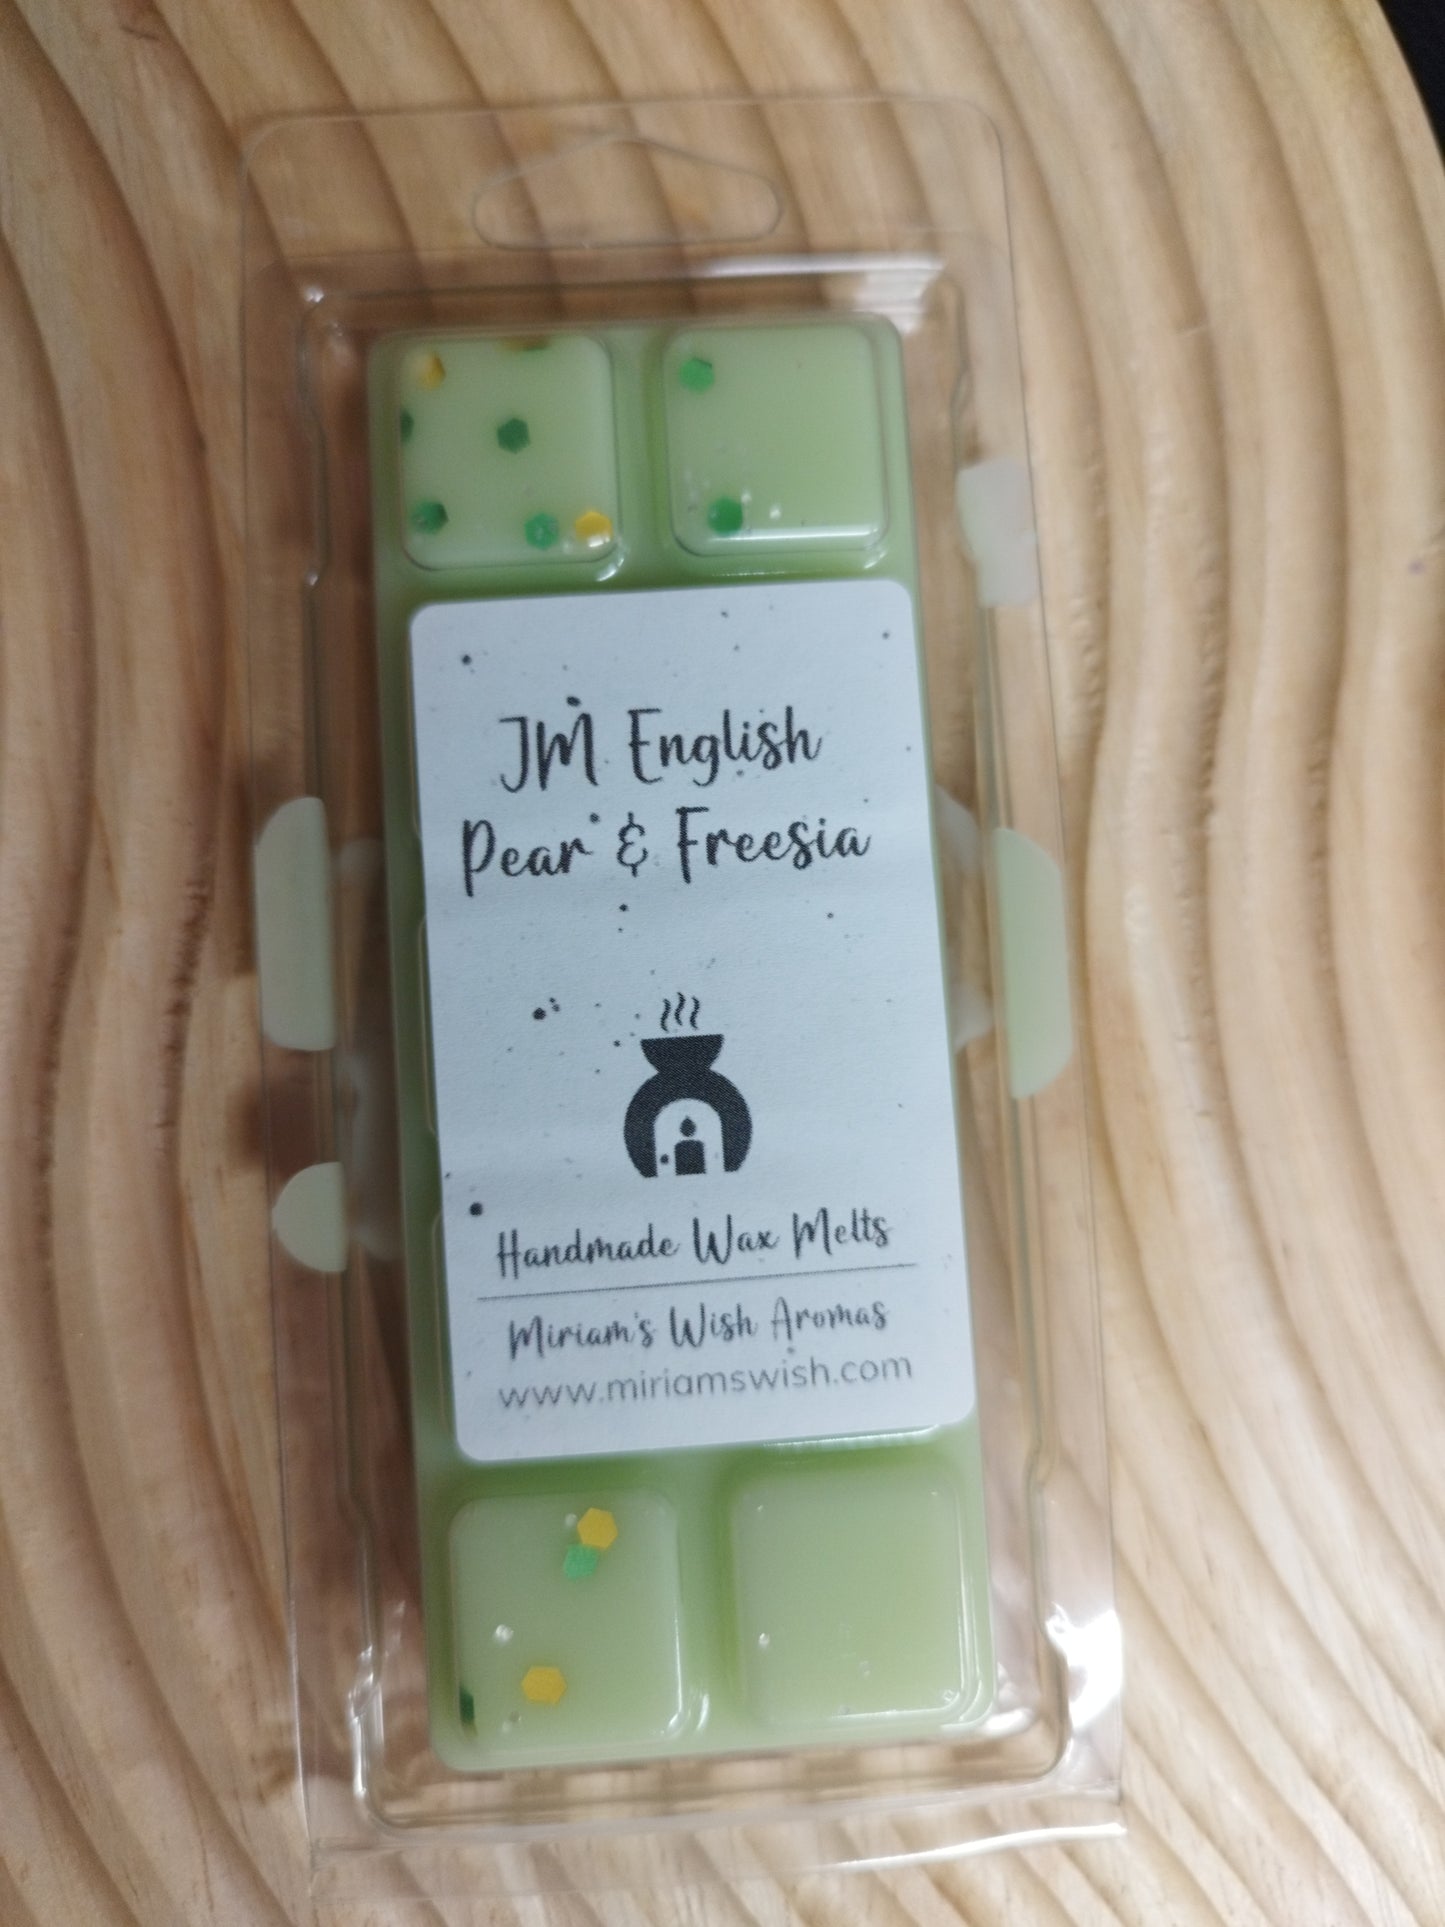 JM English
Pear & Freesia
Handmade Wax Melts
Miriam's Wish Aromas
www.miriamswish.com